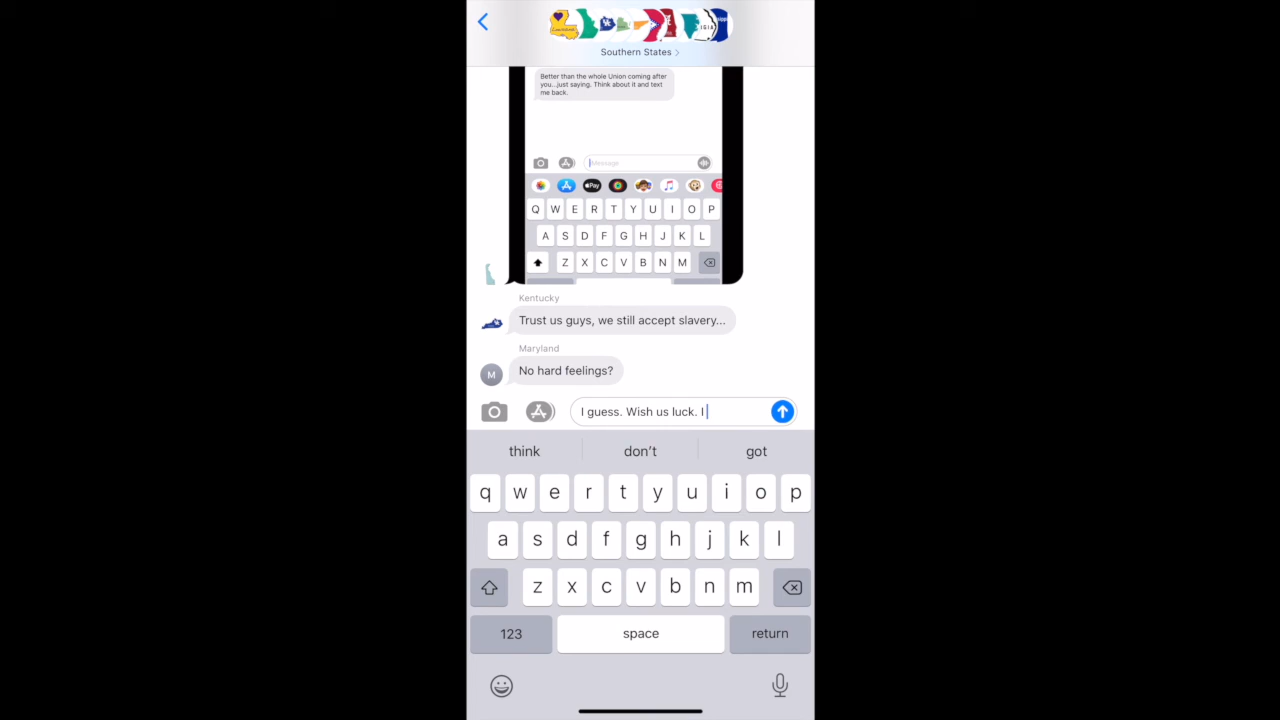 Southern States >
Better than the whole Union coming after
you...just saying. Think about it and text
me back.
Message
Pay
Q W E R T Y U I O P
A S D F G H J K L
Z X C V B N M
Kentucky
Trust us guys, we still accept slavery...
Maryland
M
No hard feelings?
I guess. Wish us luck. I
think don't got
q w e r t y u i o p
a s d f g h j k l
z x c v b n m
123 space return